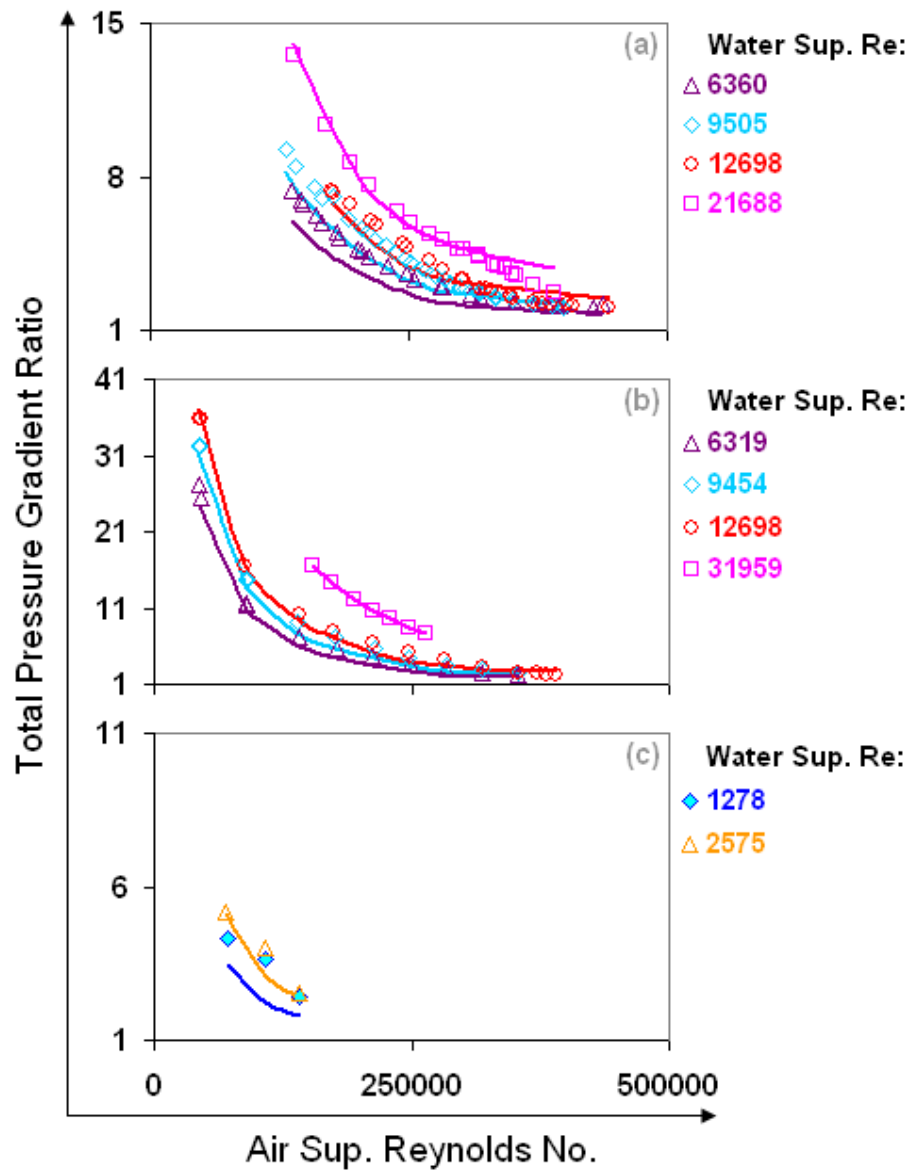 Total Pressure Gradient Ratio
15
8
1
(a)
Water Sup. Re:
6360
9505
12698
21688
41
31
21
11
1
(b)
Water Sup. Re:
6319
9454
12698
31959
11
6
1
(c)
Water Sup. Re:
1278
2575
0 250000 500000
Air Sup. Reynolds No.